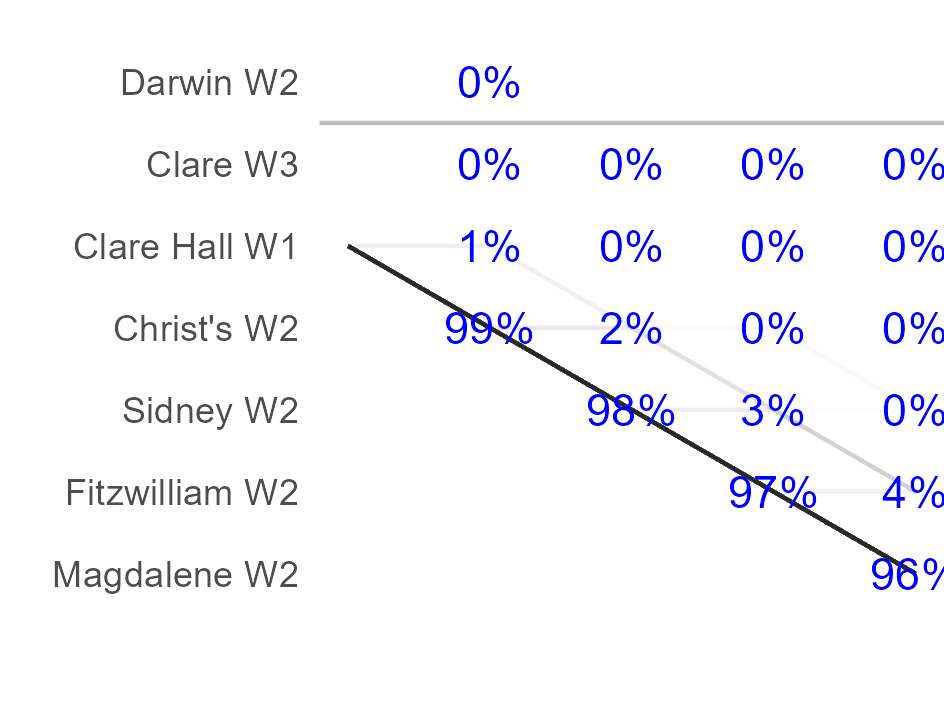 Darwin W2 0%
Clare W3 0% 0% 0% 0%
Clare Hall W1 1% 0% 0% 0%
Christ's W2 99% 2% 0% 0%
Sidney W2 98% 3% 0%
Fitzwilliam W2 97% 4%
Magdalene W2 96%